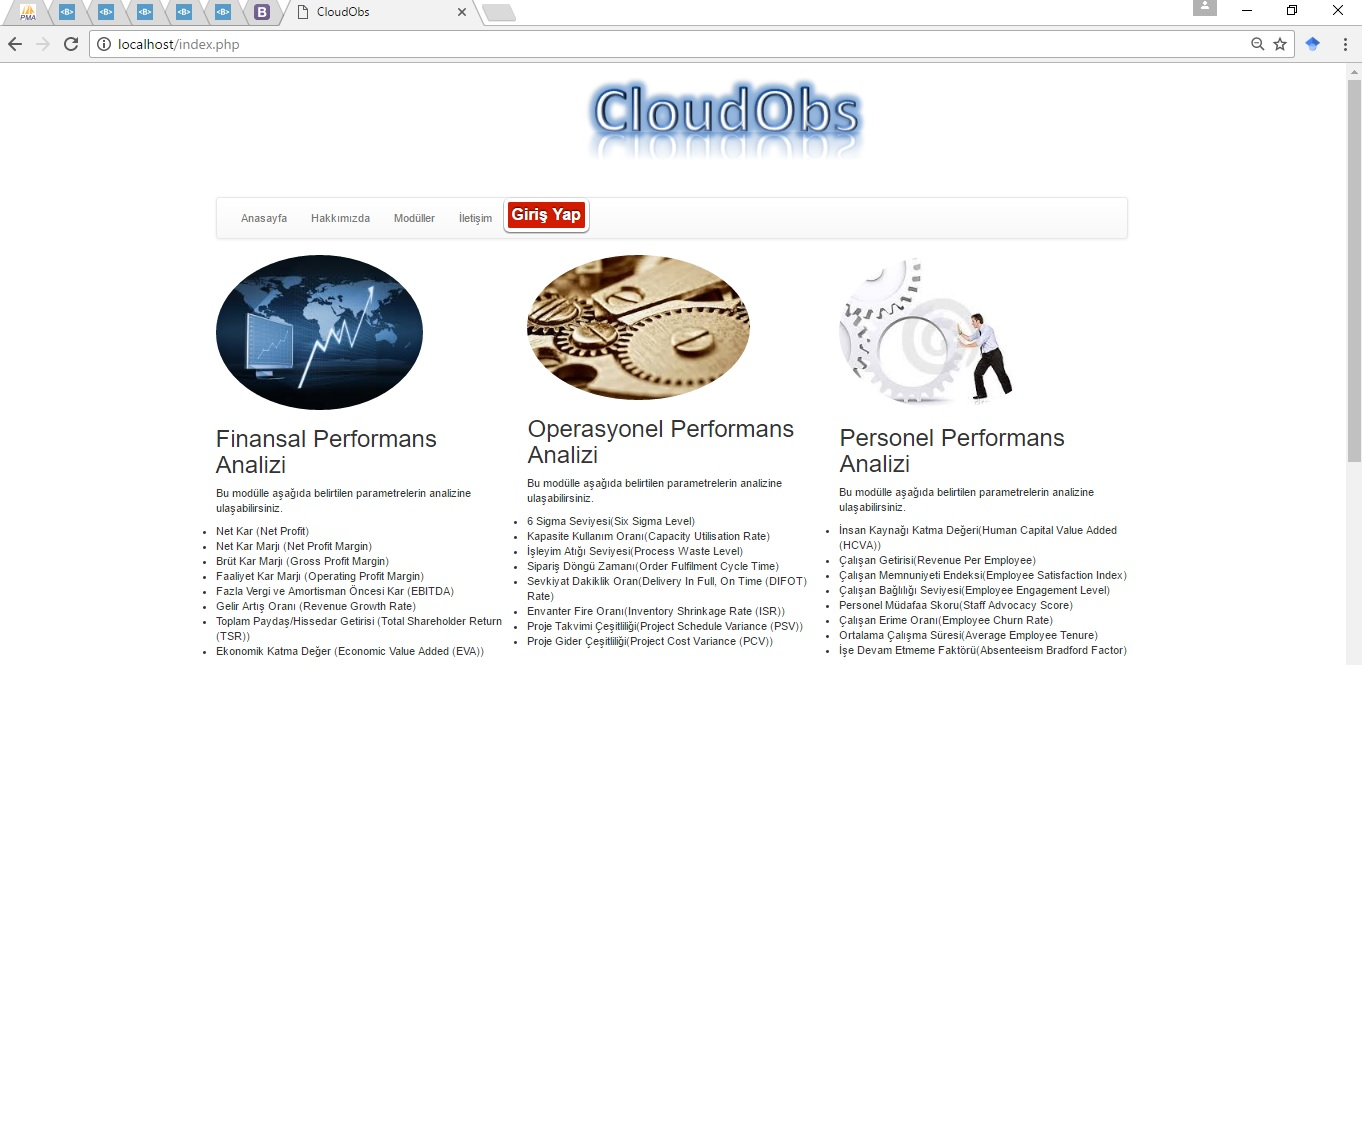 PMA
<B>
<B>
<B>
<B>
<B>
B
CloudObs
localhost/index.php
CloudObs
Anasayfa
Hakkımızda
Modüller
İletişim
Giriş Yap
Finansal Performans
Analizi
Bu modülle aşağıda belirtilen parametrelerin analizine
ulaşabilirsiniz.
Net Kar (Net Profit)
Net Kar Marjı (Net Profit Margin)
Brüt Kar Marjı (Gross Profit Margin)
Faaliyet Kar Marjı (Operating Profit Margin)
Fazla Vergi ve Amortisman Öncesi Kar (EBITDA)
Gelir Artış Oranı (Revenue Growth Rate)
Toplam Paydaş/Hissedar Getirisi (Total Shareholder Return
(TSR))
Ekonomik Katma Değer (Economic Value Added (EVA))
Operasyonel Performans
Analizi
Bu modülle aşağıda belirtilen parametrelerin analizine
ulaşabilirsiniz.
6 Sigma Seviyesi(Six Sigma Level)
Kapasite Kullanım Oranı(Capacity Utilisation Rate)
İşleyim Atığı Seviyesi(Process Waste Level)
Sipariş Döngü Zamanı(Order Fulfilment Cycle Time)
Sevkiyat Dakiklik Oran(Delivery In Full, On Time (DIFOT)
Rate)
Envanter Fire Oranı(Inventory Shrinkage Rate (ISR))
Proje Takvimi Çeşitliliği(Project Schedule Variance (PSV))
Proje Gider Çeşitliliği(Project Cost Variance (PCV))
Personel Performans
Analizi
Bu modülle aşağıda belirtilen parametrelerin analizine
ulaşabilirsiniz.
İnsan Kaynağı Katma Değeri(Human Capital Value Added
(HCVA))
Çalışan Getirisi(Revenue Per Employee)
Çalışan Memnuniyeti Endeksi(Employee Satisfaction Index)
Çalışan Bağlılığı Seviyesi(Employee Engagement Level)
Personel Müdafaa Skoru(Staff Advocacy Score)
Çalışan Erime Oranı(Employee Churn Rate)
Ortalama Çalışma Süresi(Average Employee Tenure)
İşe Devam Etmeme Faktörü(Absenteeism Bradford Factor)